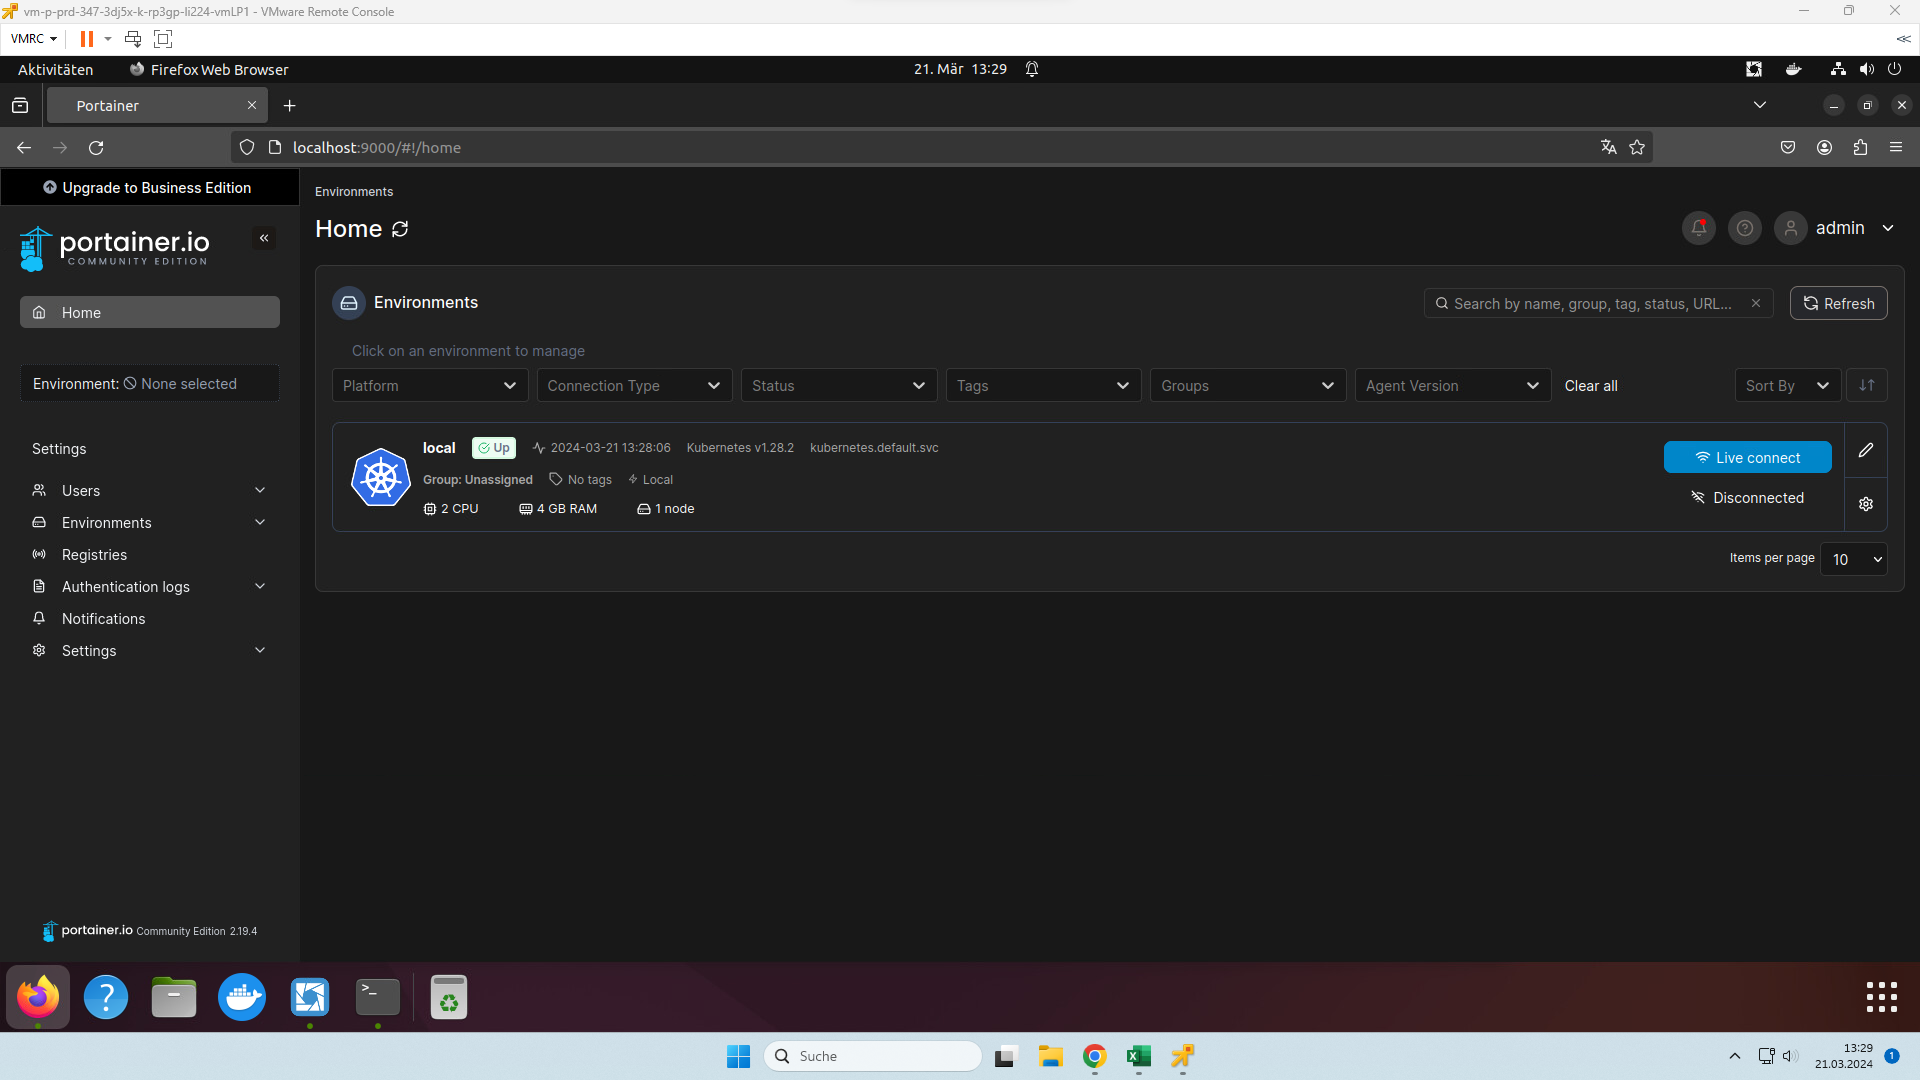 vm-p-prd-347-3dj5x-k-rp3gp-li224-vmLP1 - VMware Remote Console
VMRC
Aktivitäten Firefox Web Browser 21. Mär 13:29
Portainer
localhost:9000/#!/home
Upgrade to Business Edition
Environments
portainer.io
COMMUNITY EDITION
Home
admin
Home
Environments
Search by name, group, tag, status, URL...
Refresh
Click on an environment to manage
Environment: None selected
Platform Connection Type Status Tags Groups Agent Version Clear all Sort By
local Up 2024-03-21 13:28:06 Kubernetes v1.28.2 kubernetes.default.svc
Live connect
Group: Unassigned No tags Local
Disconnected
2 CPU 4 GB RAM 1 node
Items per page 10
Settings
Users
Environments
Registries
Authentication logs
Notifications
Settings
portainer.io Community Edition 2.19.4
Suche
13:29
21.03.2024
1